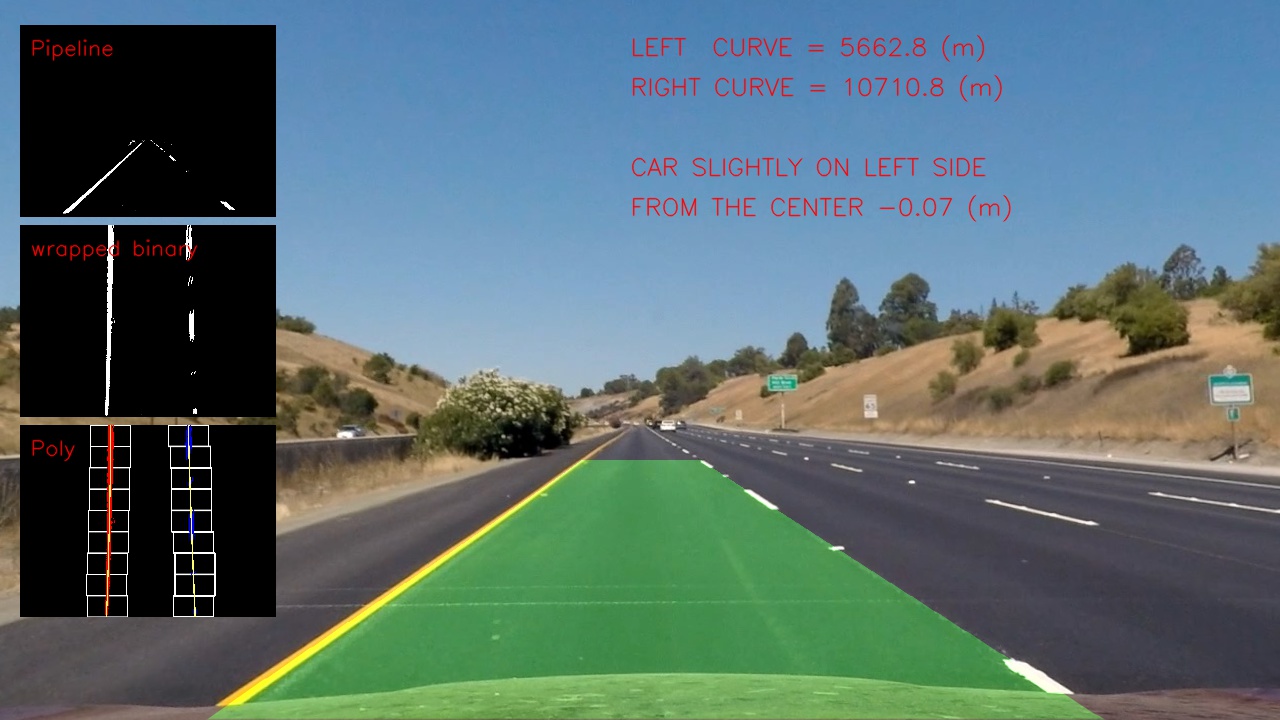 Pipeline
wrapped binary
Poly
LEFT CURVE = 5662.8 (m)
RIGHT CURVE = 10710.8 (m)
CAR SLIGHTLY ON LEFT SIDE
FROM THE CENTER -0.07 (m)